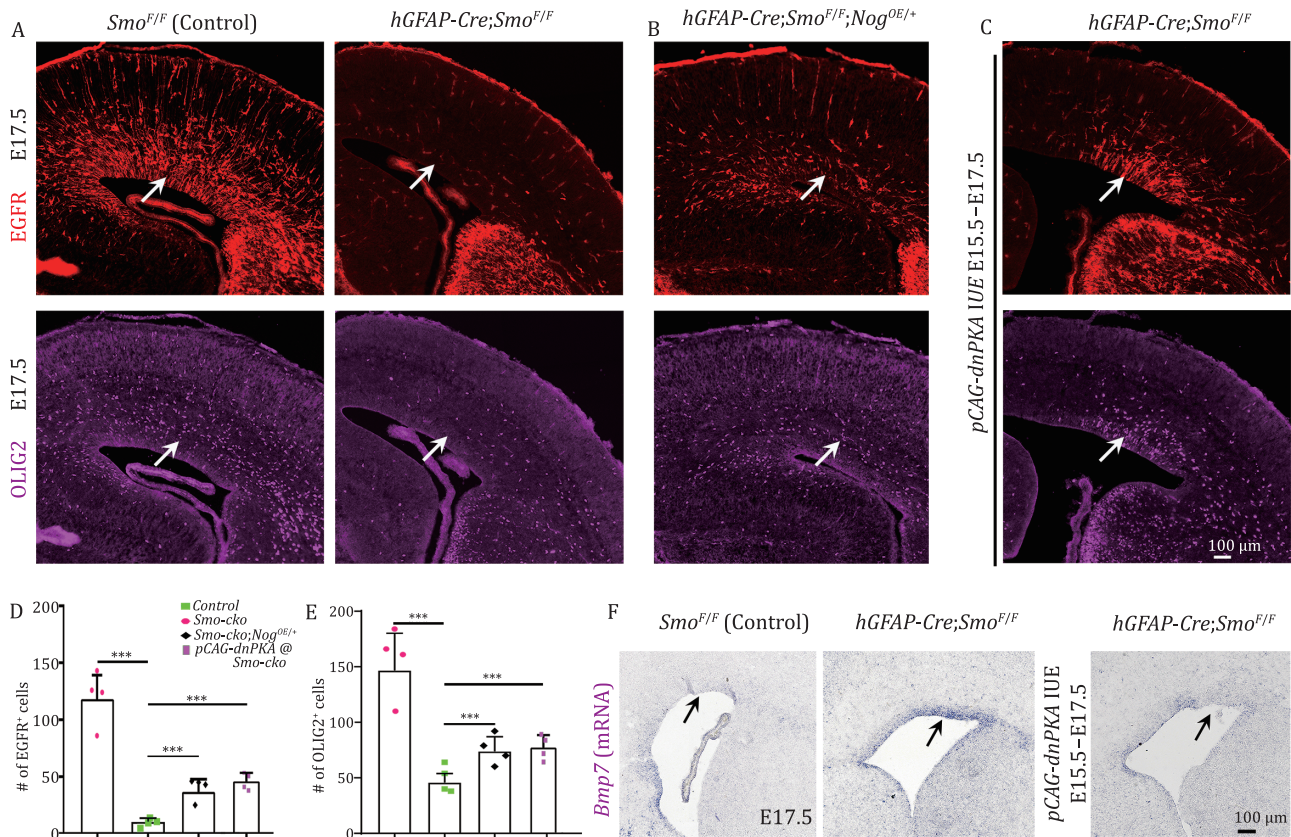 A
Smo^F/F (Control)
hGFAP-Cre;Smo^F/F
B
hGFAP-Cre;Smo^F/F;Nog^OE/+
C
hGFAP-Cre;Smo^F/F
EGFR E17.5
OLIG2 E17.5
pCAG-dnPKA IUE E15.5–E17.5
100 μm
D
# of EGFR⁺ cells
200
150
100
50
0
***
***
***
Control
Smo-cko
Smo-cko;Nog^OE/+
pCAG-dnPKA @
Smo-cko
E
# of OLIG2⁺ cells
200
150
100
50
0
***
***
***
F
Smo^F/F (Control)
hGFAP-Cre;Smo^F/F
hGFAP-Cre;Smo^F/F
Bmp7 (mRNA)
E17.5
pCAG-dnPKA IUE
E15.5–E17.5
100 μm